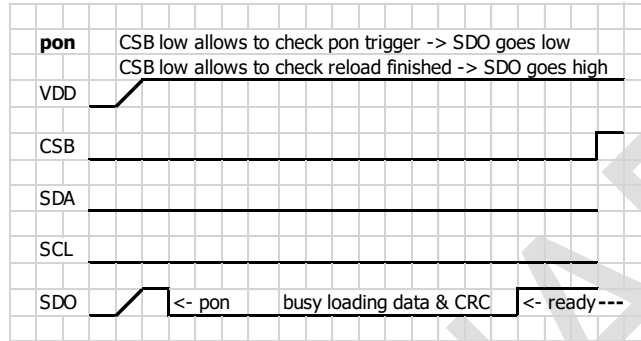 pon CSB low allows to check pon trigger -> SDO goes low
CSB low allows to check reload finished -> SDO goes high
VDD
CSB
SDA
SCL
SDO <- pon busy loading data & CRC <- ready